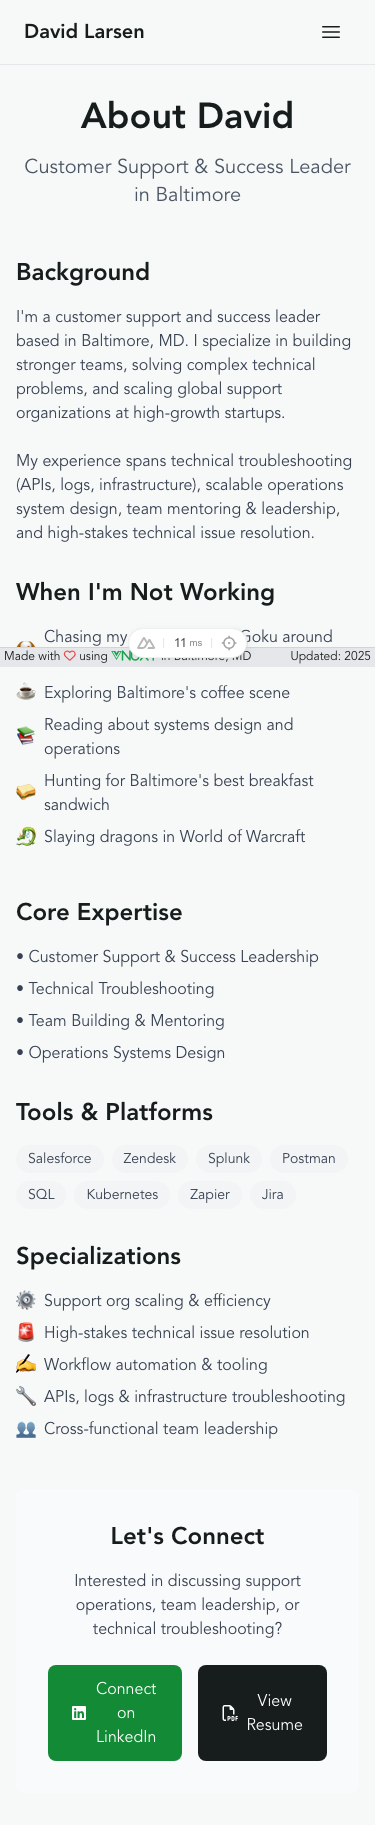 David Larsen
About David
Customer Support & Success Leader
in Baltimore
Background
I'm a customer support and success leader
based in Baltimore, MD. I specialize in building
stronger teams, solving complex technical
problems, and scaling global support
organizations at high-growth startups.
My experience spans technical troubleshooting
(APIs, logs, infrastructure), scalable operations
system design, team mentoring & leadership,
and high-stakes technical issue resolution.
When I'm Not Working
Chasing my Goku around
11 ms
Made with using in Baltimore, MD Updated: 2025
Exploring Baltimore's coffee scene
Reading about systems design and
operations
Hunting for Baltimore's best breakfast
sandwich
Slaying dragons in World of Warcraft
Core Expertise
• Customer Support & Success Leadership
• Technical Troubleshooting
• Team Building & Mentoring
• Operations Systems Design
Tools & Platforms
Salesforce Zendesk Splunk Postman
SQL Kubernetes Zapier Jira
Specializations
Support org scaling & efficiency
High-stakes technical issue resolution
Workflow automation & tooling
APIs, logs & infrastructure troubleshooting
Cross-functional team leadership
Let's Connect
Interested in discussing support
operations, team leadership, or
technical troubleshooting?
Connect
on
LinkedIn
View
Resume